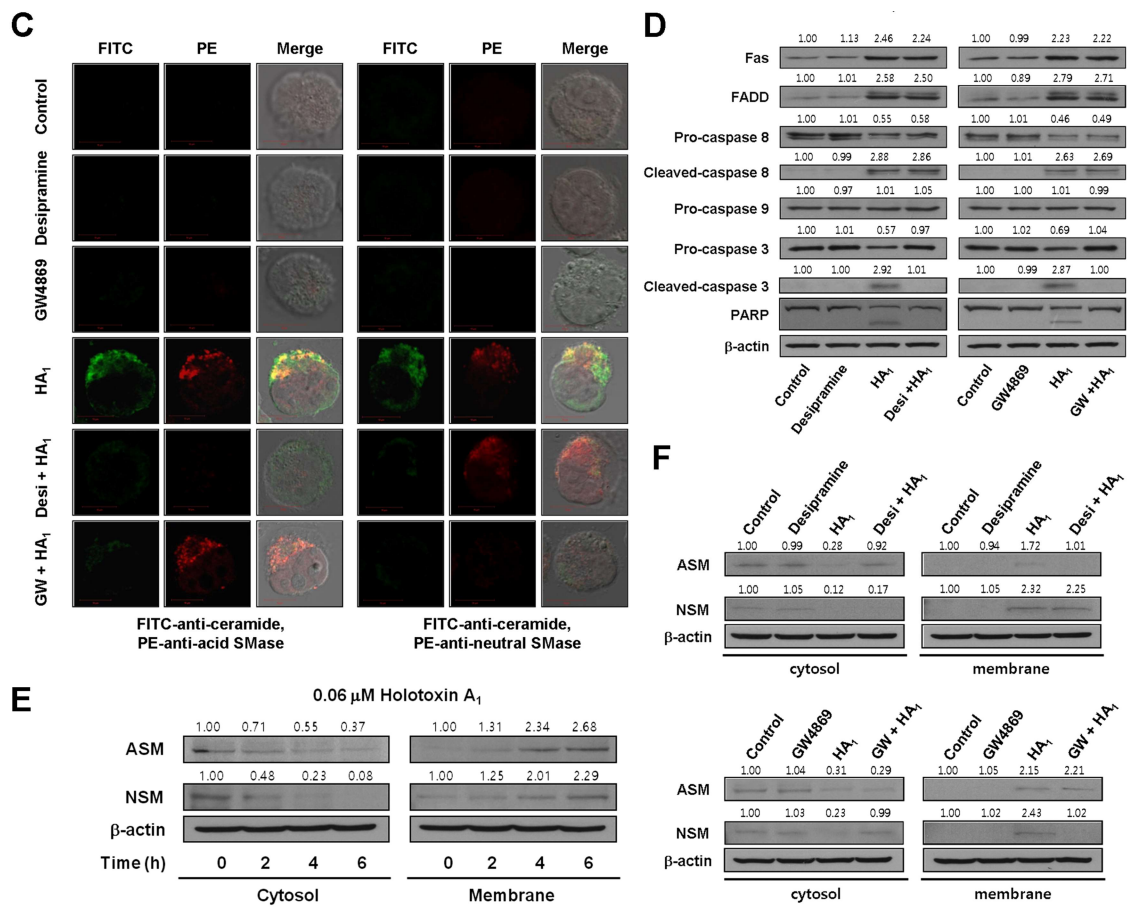 C
FITC PE Merge FITC PE Merge
Control
Desipramine
GW4869
HA1
Desi + HA1
GW + HA1
FITC-anti-ceramide,
PE-anti-acid SMase
FITC-anti-ceramide,
PE-anti-neutral SMase
D
1.00 1.13 2.46 2.24 1.00 0.99 2.23 2.22
Fas
1.00 1.01 2.58 2.50 1.00 0.89 2.79 2.71
FADD
1.00 1.01 0.55 0.58 1.00 1.01 0.46 0.49
Pro-caspase 8
1.00 0.99 2.88 2.86 1.00 1.01 2.63 2.69
Cleaved-caspase 8
1.00 0.97 1.01 1.05 1.00 1.00 1.01 0.99
Pro-caspase 9
1.00 1.01 0.57 0.97 1.00 1.02 0.69 1.04
Pro-caspase 3
1.00 1.00 2.92 1.01 1.00 0.99 2.87 1.00
Cleaved-caspase 3
PARP
β-actin
Control Desipramine HA1 Desi +HA1 Control GW4869 HA1 GW +HA1
E
0.06 μM Holotoxin A1
1.00 0.71 0.55 0.37 1.00 1.31 2.34 2.68
ASM
1.00 0.48 0.23 0.08 1.00 1.25 2.01 2.29
NSM
β-actin
Time (h) 0 2 4 6 0 2 4 6
Cytosol Membrane
F
Control Desipramine HA1 Desi + HA1 Control Desipramine HA1 Desi + HA1
1.00 0.99 0.28 0.92 1.00 0.94 1.72 1.01
ASM
1.00 1.05 0.12 0.17 1.00 1.05 2.32 2.25
NSM
β-actin
cytosol membrane
Control GW4869 HA1 GW + HA1 Control GW4869 HA1 GW + HA1
1.00 1.04 0.31 0.29 1.00 1.05 2.15 2.21
ASM
1.00 1.03 0.23 0.99 1.00 1.02 2.43 1.02
NSM
β-actin
cytosol membrane